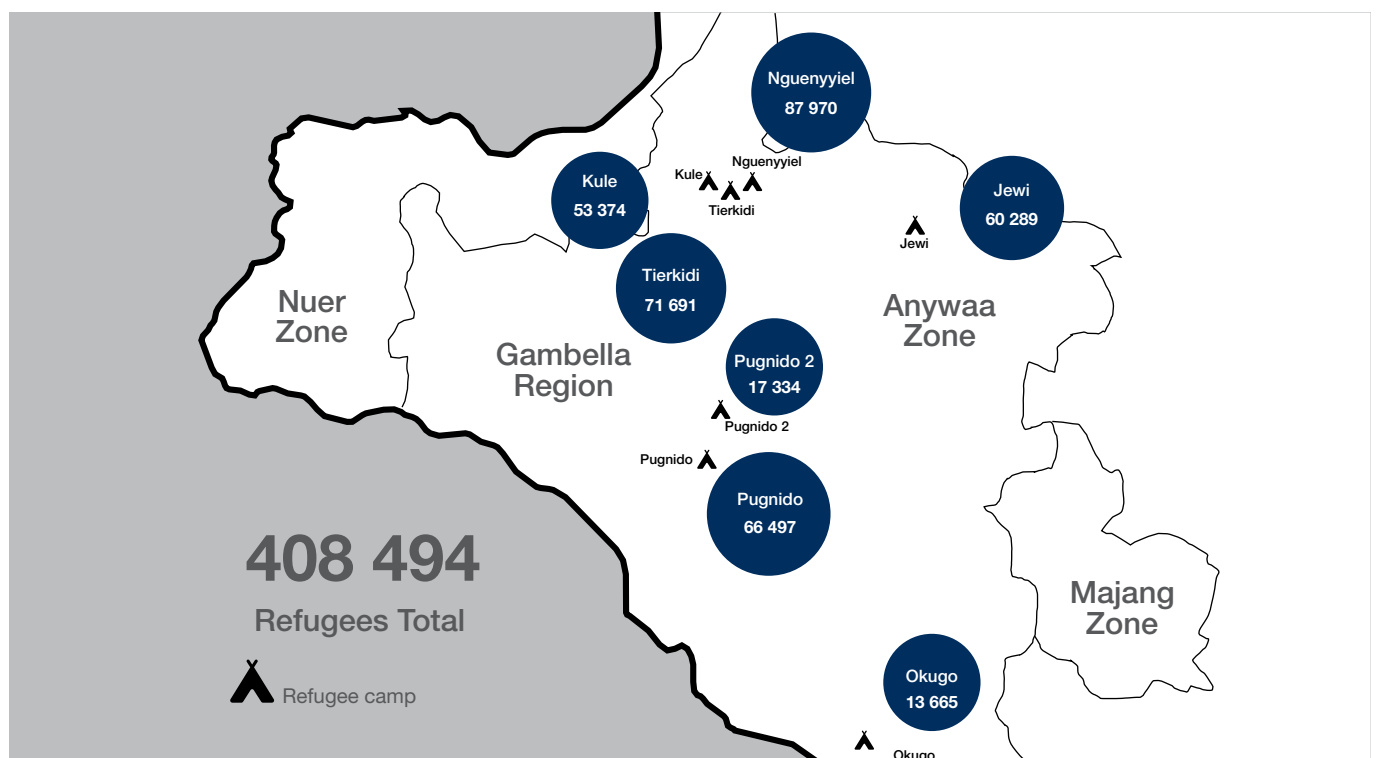 Nguenyyiel
87 970
Nguenyyiel
Kule
Tierkidi
Kule
53 374
Jewi
60 289
Jewi
Tierkidi
71 691
Nuer
Zone
Anywaa
Zone
Gambella
Region
Pugnido 2
17 334
Pugnido 2
Pugnido
Pugnido
66 497
408 494
Refugees Total
Refugee camp
Majang
Zone
Okugo
13 665
Okugo